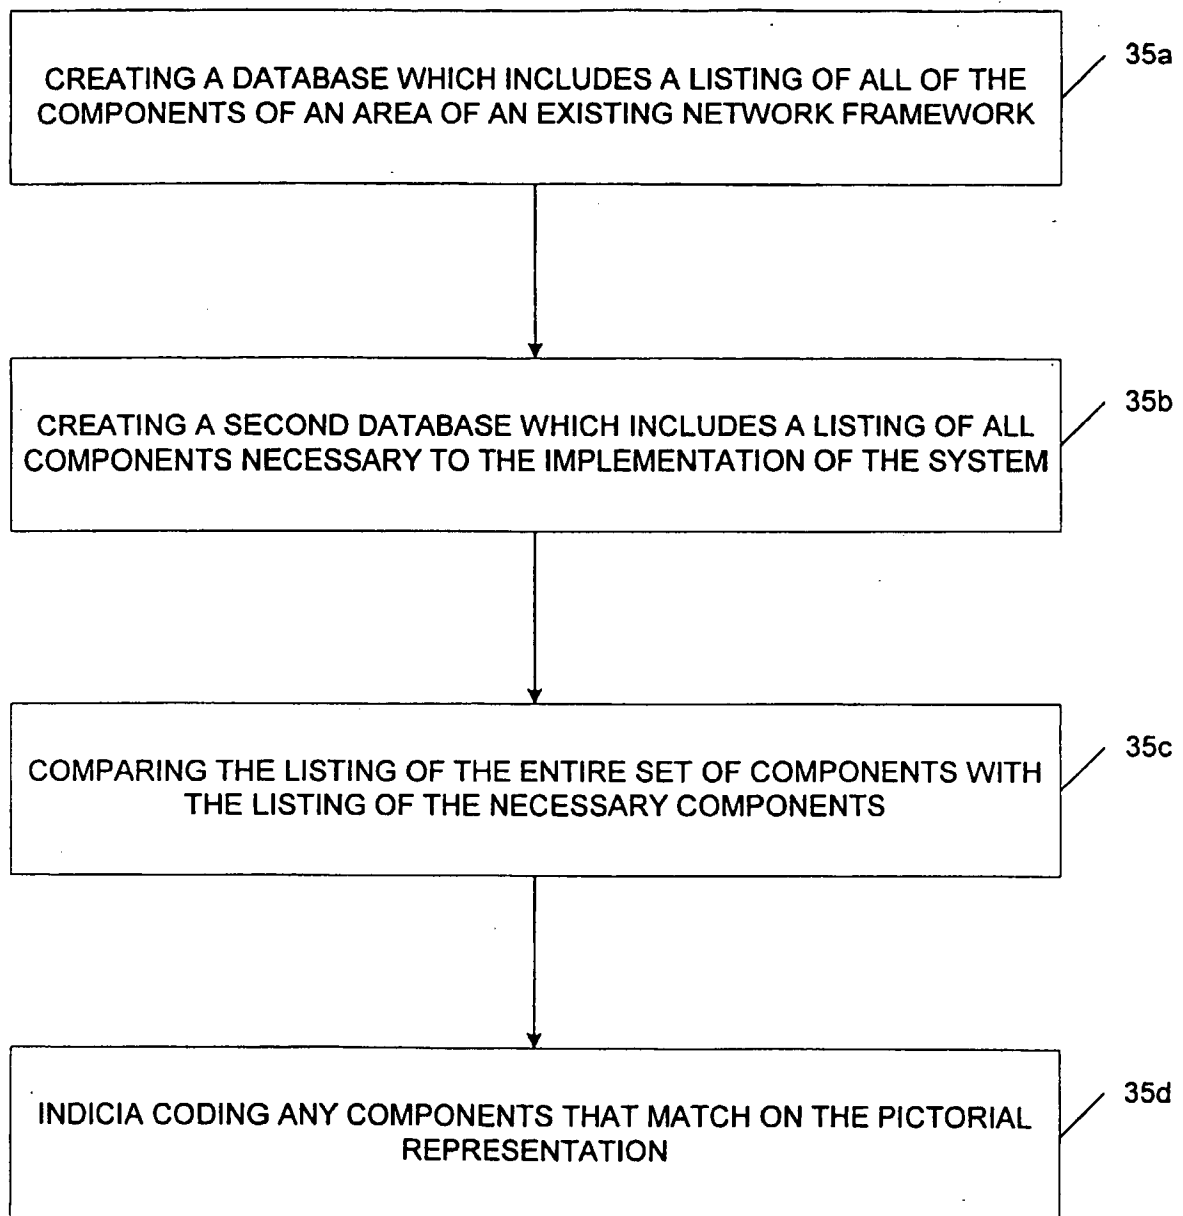 CREATING A DATABASE WHICH INCLUDES A LISTING OF ALL OF THE
COMPONENTS OF AN AREA OF AN EXISTING NETWORK FRAMEWORK
35a
CREATING A SECOND DATABASE WHICH INCLUDES A LISTING OF ALL
COMPONENTS NECESSARY TO THE IMPLEMENTATION OF THE SYSTEM
35b
COMPARING THE LISTING OF THE ENTIRE SET OF COMPONENTS WITH
THE LISTING OF THE NECESSARY COMPONENTS
35c
INDICIA CODING ANY COMPONENTS THAT MATCH ON THE PICTORIAL
REPRESENTATION
35d